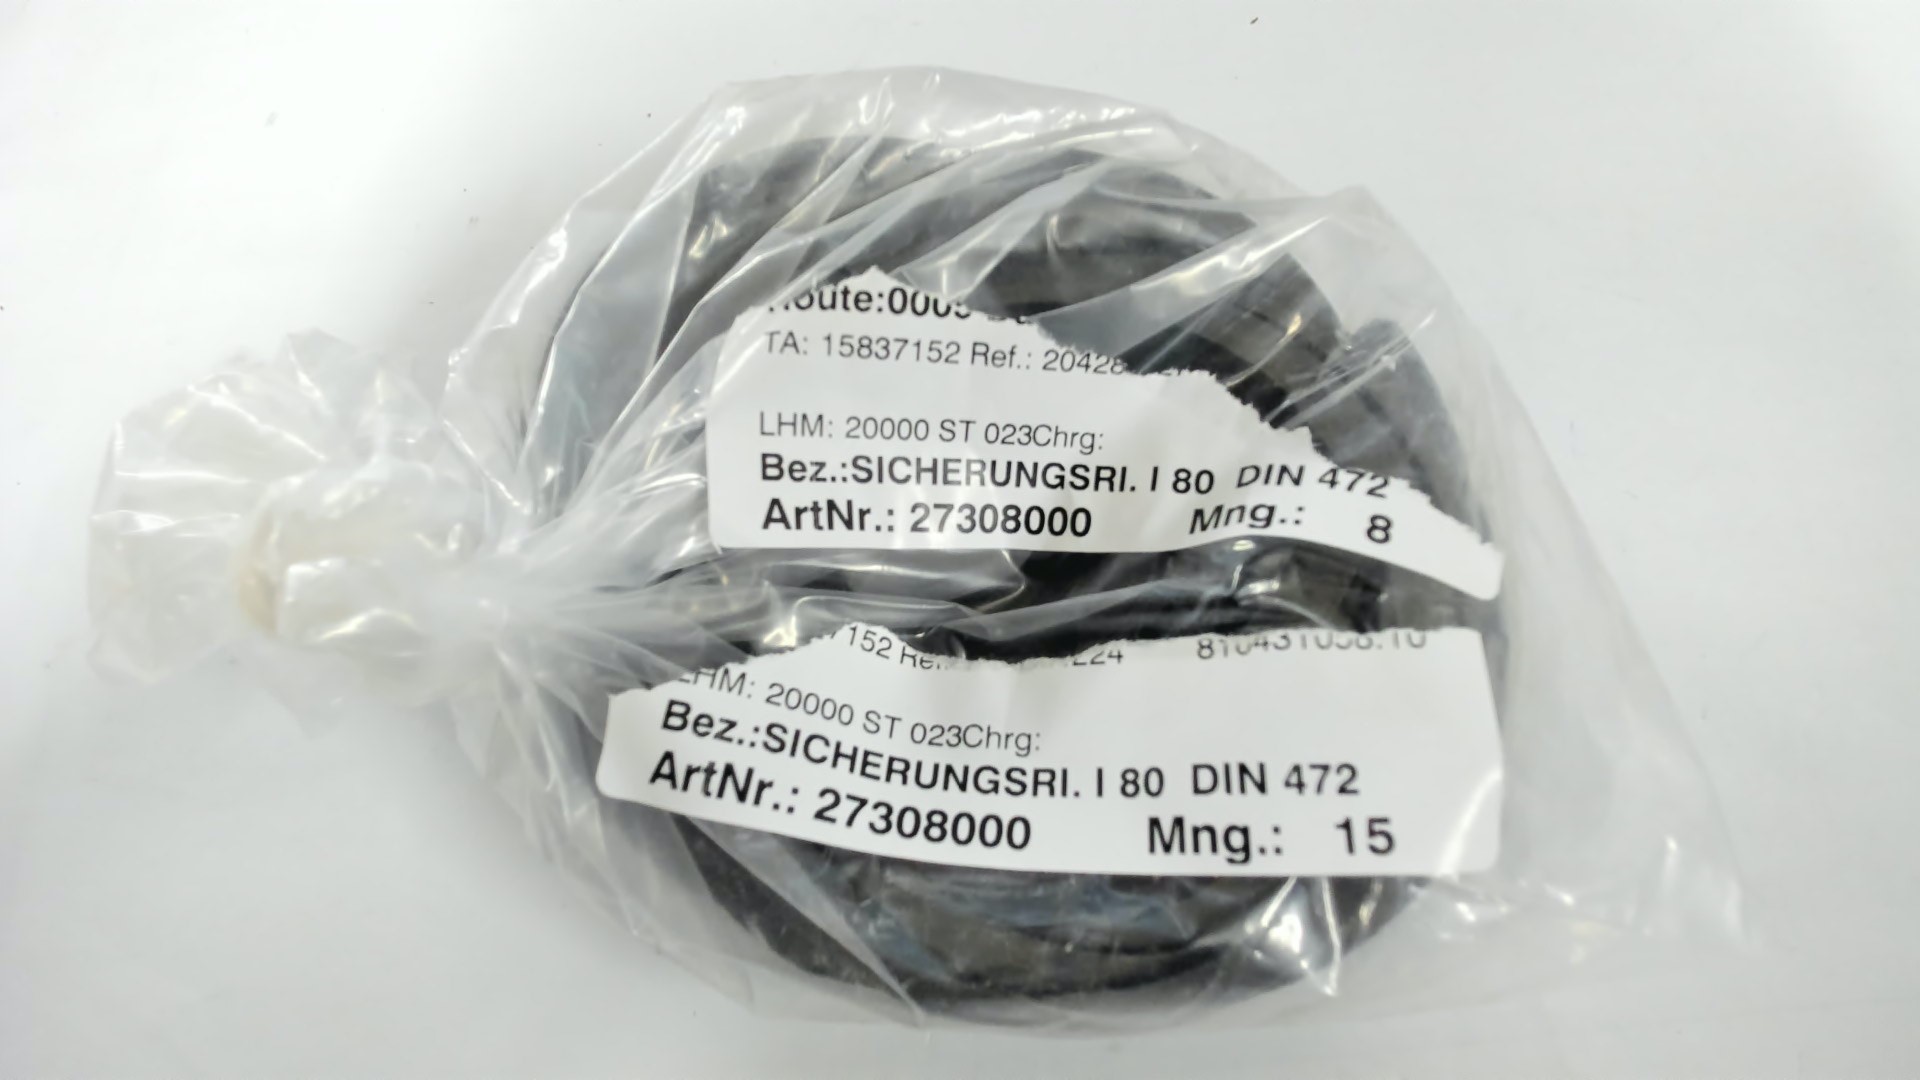 TA: 15837152 Ref.:
LHM: 20000 ST 023Chrg:
Bez.:SICHERUNGSRI. I 80 DIN 472
ArtNr.: 27308000 Mng.: 8
LHM: 20000 ST 023Chrg:
Bez.:SICHERUNGSRI. I 80 DIN 472
ArtNr.: 27308000 Mng.: 15